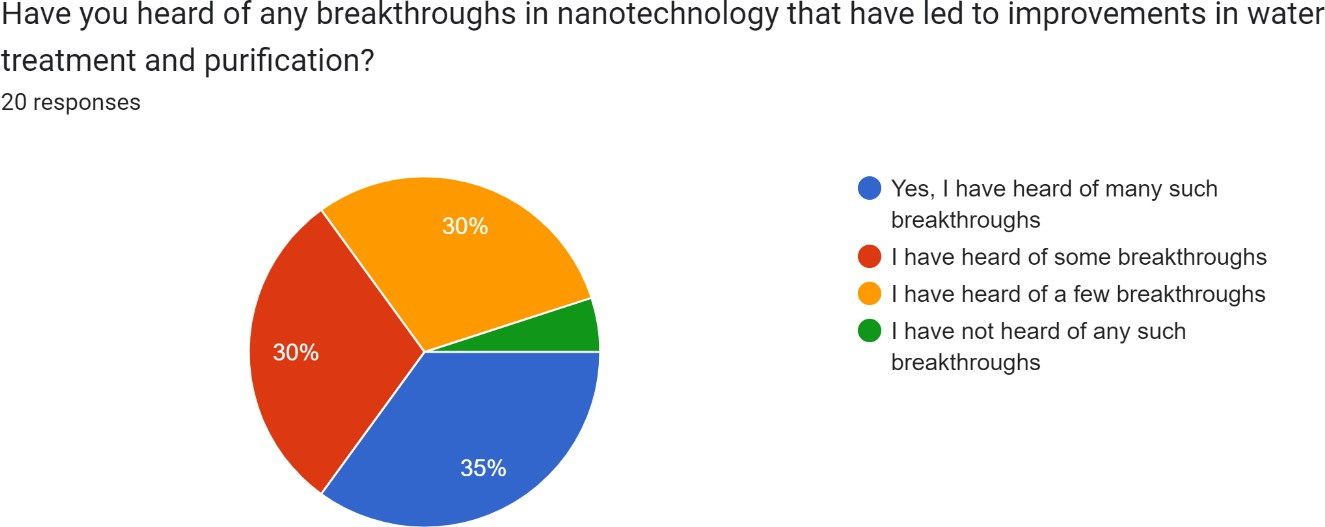 Have you heard of any breakthroughs in nanotechnology that have led to improvements in water
treatment and purification?
20 responses
30%
30%
35%
Yes, I have heard of many such
breakthroughs
I have heard of some breakthroughs
I have heard of a few breakthroughs
I have not heard of any such
breakthroughs